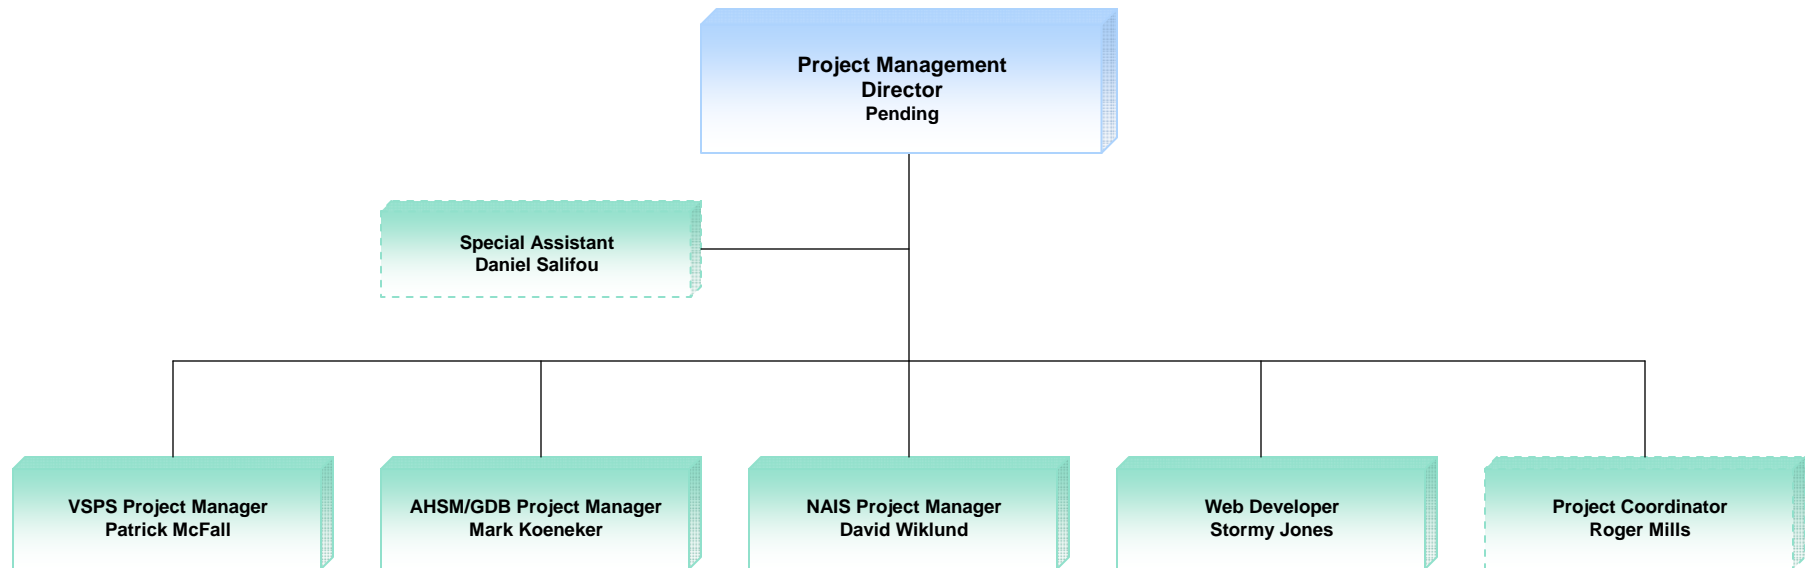 Project Management
Director
Pending
Special Assistant
Daniel Salifou
VSPS Project Manager
Patrick McFall
AHSM/GDB Project Manager
Mark Koeneker
NAIS Project Manager
David Wiklund
Web Developer
Stormy Jones
Project Coordinator
Roger Mills